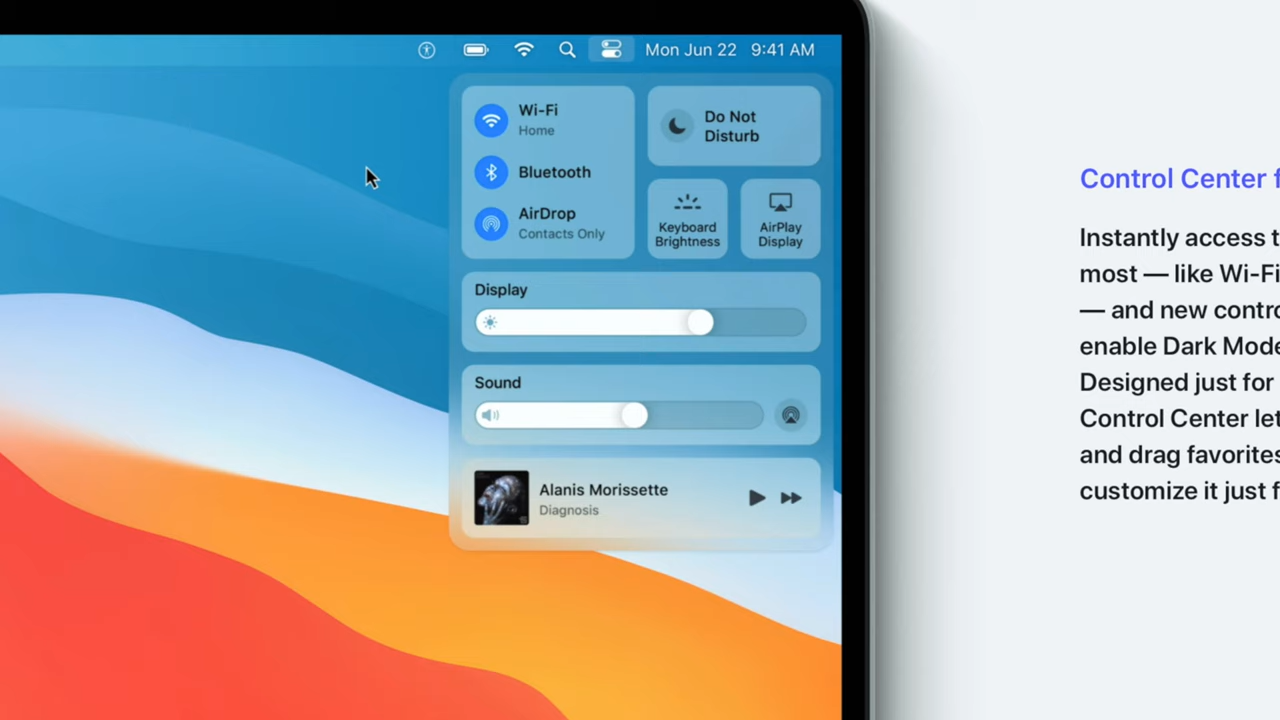 Mon Jun 22 9:41 AM
Wi-Fi
Home
Bluetooth
AirDrop
Contacts Only
Do Not
Disturb
Keyboard
Brightness
AirPlay
Display
Display
Sound
Alanis Morissette
Diagnosis
Control Center f
Instantly access t
most — like Wi-Fi
— and new contro
enable Dark Mode
Designed just for
Control Center let
and drag favorites
customize it just f